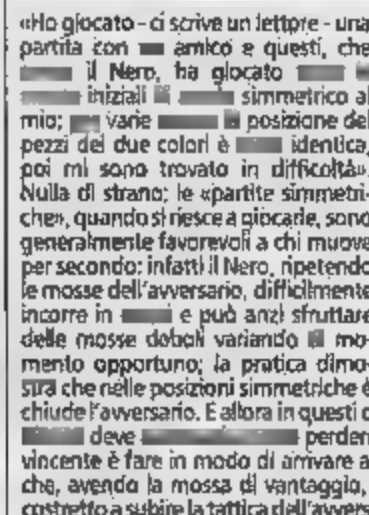 «Ho giocato - ci scrive un lettore - una
partita con amico e questi, che
il Nero, ha giocato
iniziali simmetrico al
mio; varie posizione dei
pezzi dei due colori è identica,
poi mi sono trovato in difficoltà».
Nulla di strano; le «partite simmetri-
che», quando si riesce a giocarle, sono
generalmente favorevoli a chi muove
per secondo: infatti il Nero, ripetendo
le mosse dell'avversario, difficilmente
incorre in e può anzi sfruttare
delle mosse deboli variando mo-
mento opportuno; la pratica dimo-
stra che nelle posizioni simmetriche è
chiude l'avversario. E allora in questi c
deve perden
vincente è fare in modo di arrivare a
che, avendo la mossa di vantaggio,
costretto a subire la tattica dell'avvers